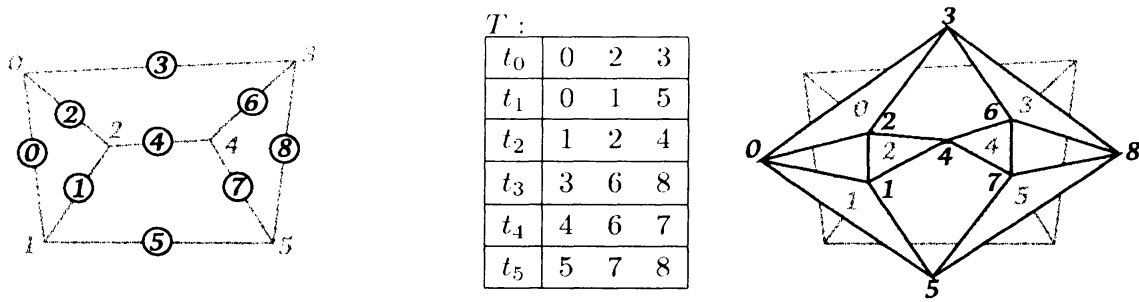 0 3 3
2 6
2 4 4
0 8
1 7
1 5 5
T :
t₀ 0 2 3
t₁ 0 1 5
t₂ 1 2 4
t₃ 3 6 8
t₄ 4 6 7
t₅ 5 7 8
3
0 2 6 3
0 2 4 4 8
1 1 7 5
5